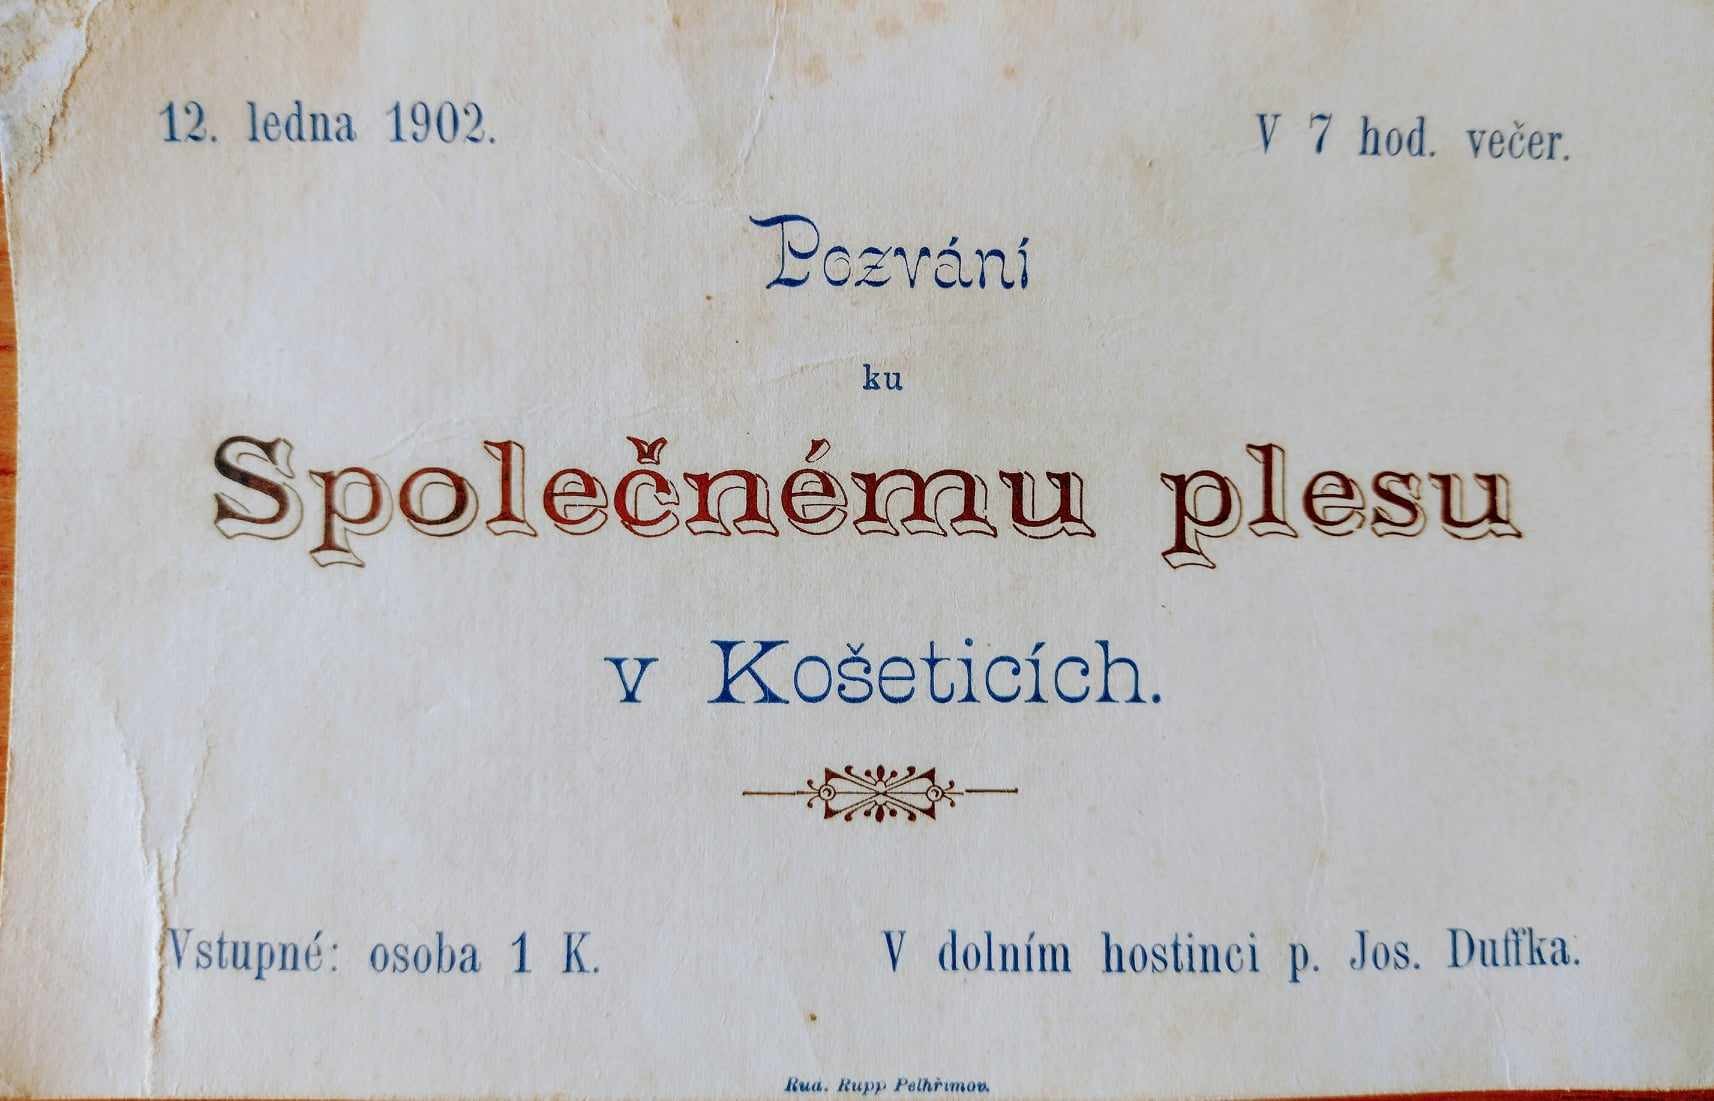 12. ledna 1902. V 7 hod. večer.
Pozvání
ku
Společnému plesu
v Košeticích.
Vstupné: osoba 1 K. V dolním hostinci p. Jos. Duffka.
Rud. Rupp Pelhřimov.